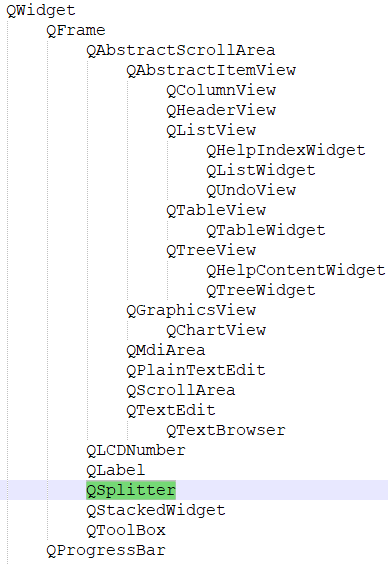 QWidget
QFrame
QAbstractScrollArea
QAbstractItemView
QColumnView
QHeaderView
QListView
QHelpIndexWidget
QListWidget
QUndoView
QTableView
QTableWidget
QTreeView
QHelpContentWidget
QTreeWidget
QGraphicsView
QChartView
QMdiArea
QPlainTextEdit
QScrollArea
QTextEdit
QTextBrowser
QLCDNumber
QLabel
QSplitter
QStackedWidget
QToolBox
QProgressBar